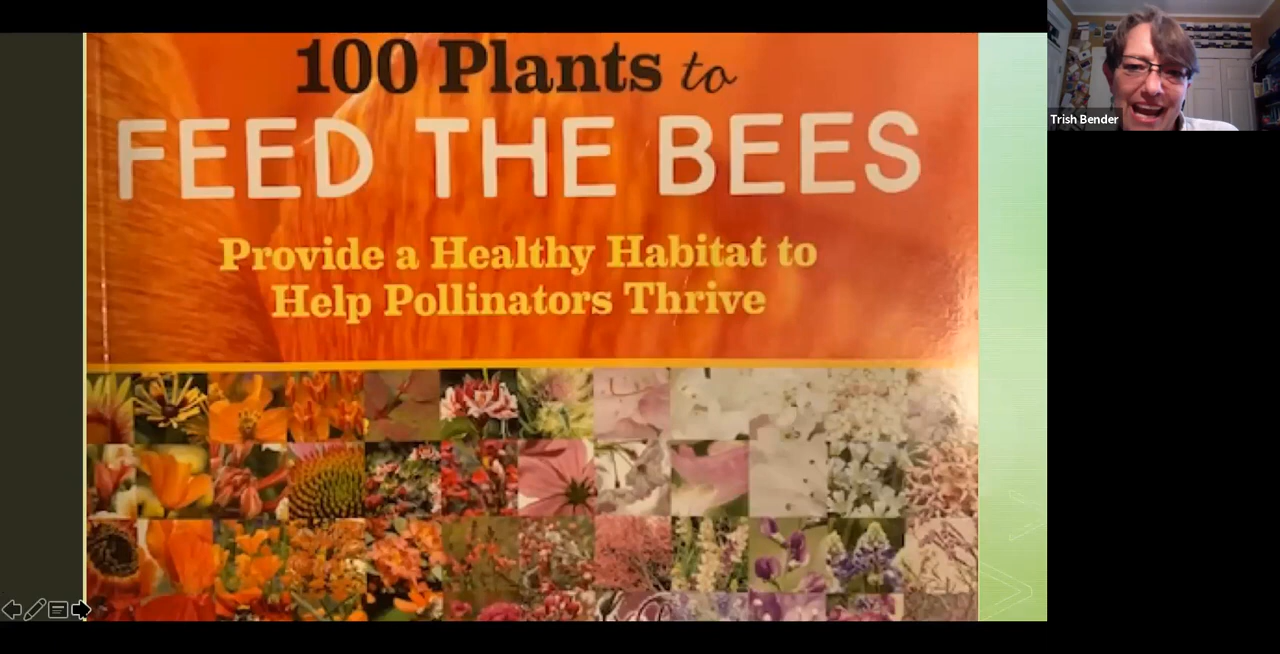 100 Plants to
FEED THE BEES
Provide a Healthy Habitat to
Help Pollinators Thrive
Trish Bender